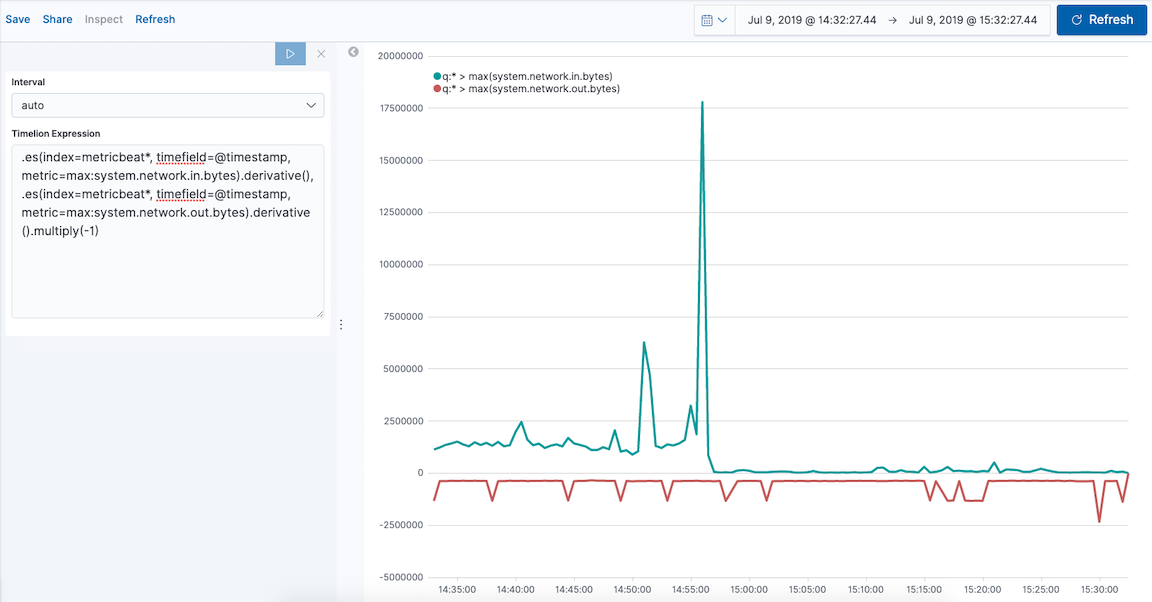 Save Share Inspect Refresh
Jul 9, 2019 @ 14:32:27.44 → Jul 9, 2019 @ 15:32:27.44
Refresh
Interval
auto
Timelion Expression
.es(index=metricbeat*, timefield=@timestamp,
metric=max:system.network.in.bytes).derivative(),
.es(index=metricbeat*, timefield=@timestamp,
metric=max:system.network.out.bytes).derivative
().multiply(-1)
q:* > max(system.network.in.bytes)
q:* > max(system.network.out.bytes)
20000000
17500000
15000000
12500000
10000000
7500000
5000000
2500000
0
-2500000
-5000000
14:35:00 14:40:00 14:45:00 14:50:00 14:55:00 15:00:00 15:05:00 15:10:00 15:15:00 15:20:00 15:25:00 15:30:00